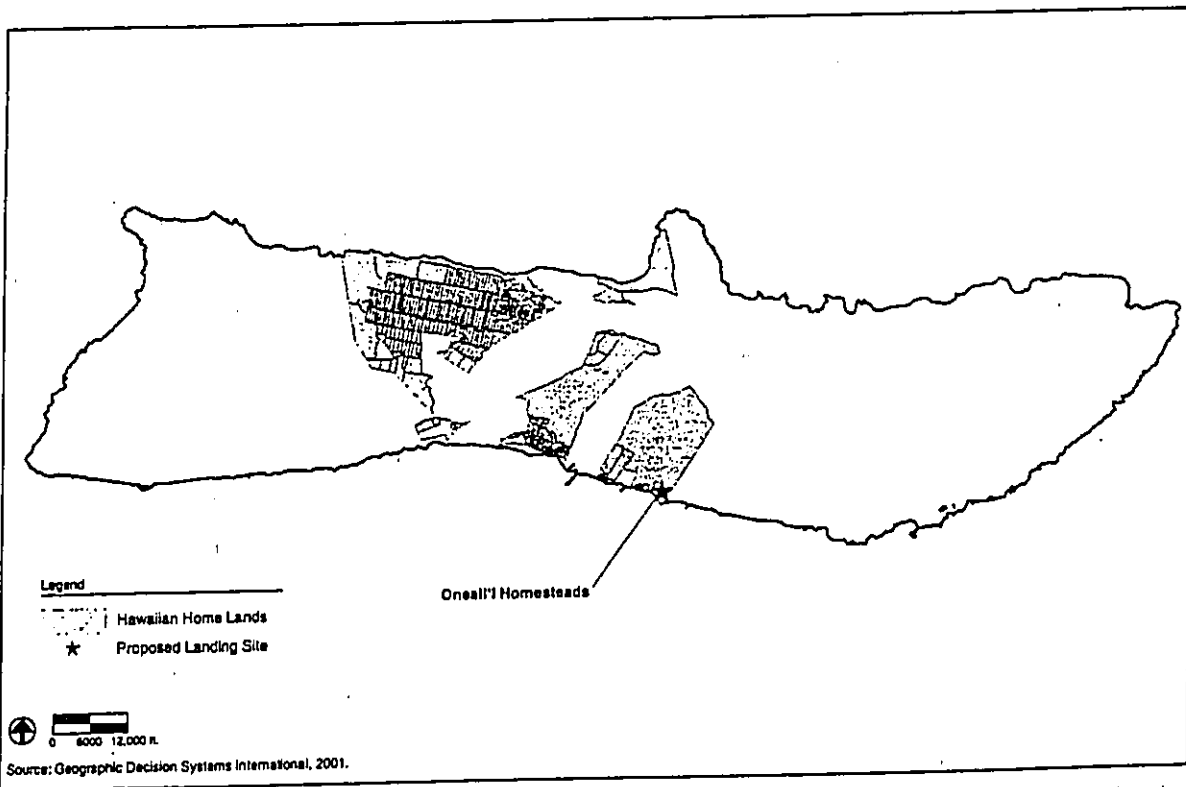 Oneali'i Homesteads
Legend
Hawaiian Home Lands
Proposed Landing Site
0 6000 12,000 ft.
Source: Geographic Decision Systems International, 2001.